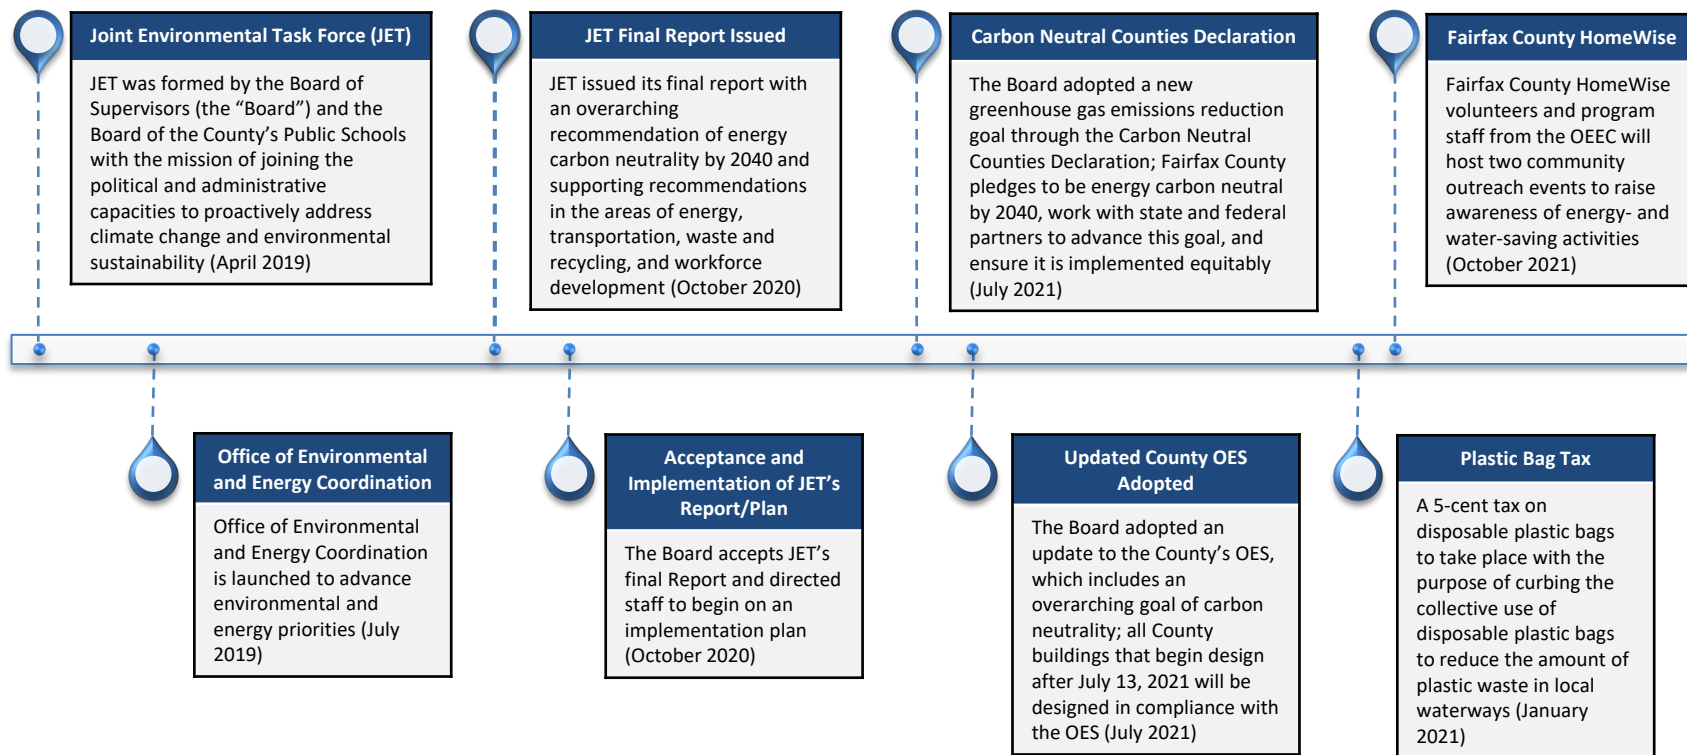 Joint Environmental Task Force (JET)
JET was formed by the Board of
Supervisors (the “Board”) and the
Board of the County’s Public Schools
with the mission of joining the
political and administrative
capacities to proactively address
climate change and environmental
sustainability (April 2019)
JET Final Report Issued
JET issued its final report with
an overarching
recommendation of energy
carbon neutrality by 2040 and
supporting recommendations
in the areas of energy,
transportation, waste and
recycling, and workforce
development (October 2020)
Carbon Neutral Counties Declaration
The Board adopted a new
greenhouse gas emissions reduction
goal through the Carbon Neutral
Counties Declaration; Fairfax County
pledges to be energy carbon neutral
by 2040, work with state and federal
partners to advance this goal, and
ensure it is implemented equitably
(July 2021)
Fairfax County HomeWise
Fairfax County HomeWise
volunteers and program
staff from the OEEC will
host two community
outreach events to raise
awareness of energy- and
water-saving activities
(October 2021)
Office of Environmental
and Energy Coordination
Office of Environmental
and Energy Coordination
is launched to advance
environmental and
energy priorities (July
2019)
Acceptance and
Implementation of JET’s
Report/Plan
The Board accepts JET’s
final Report and directed
staff to begin on an
implementation plan
(October 2020)
Updated County OES
Adopted
The Board adopted an
update to the County’s OES,
which includes an
overarching goal of carbon
neutrality; all County
buildings that begin design
after July 13, 2021 will be
designed in compliance with
the OES (July 2021)
Plastic Bag Tax
A 5-cent tax on
disposable plastic bags
to take place with the
purpose of curbing the
collective use of
disposable plastic bags
to reduce the amount of
plastic waste in local
waterways (January
2021)